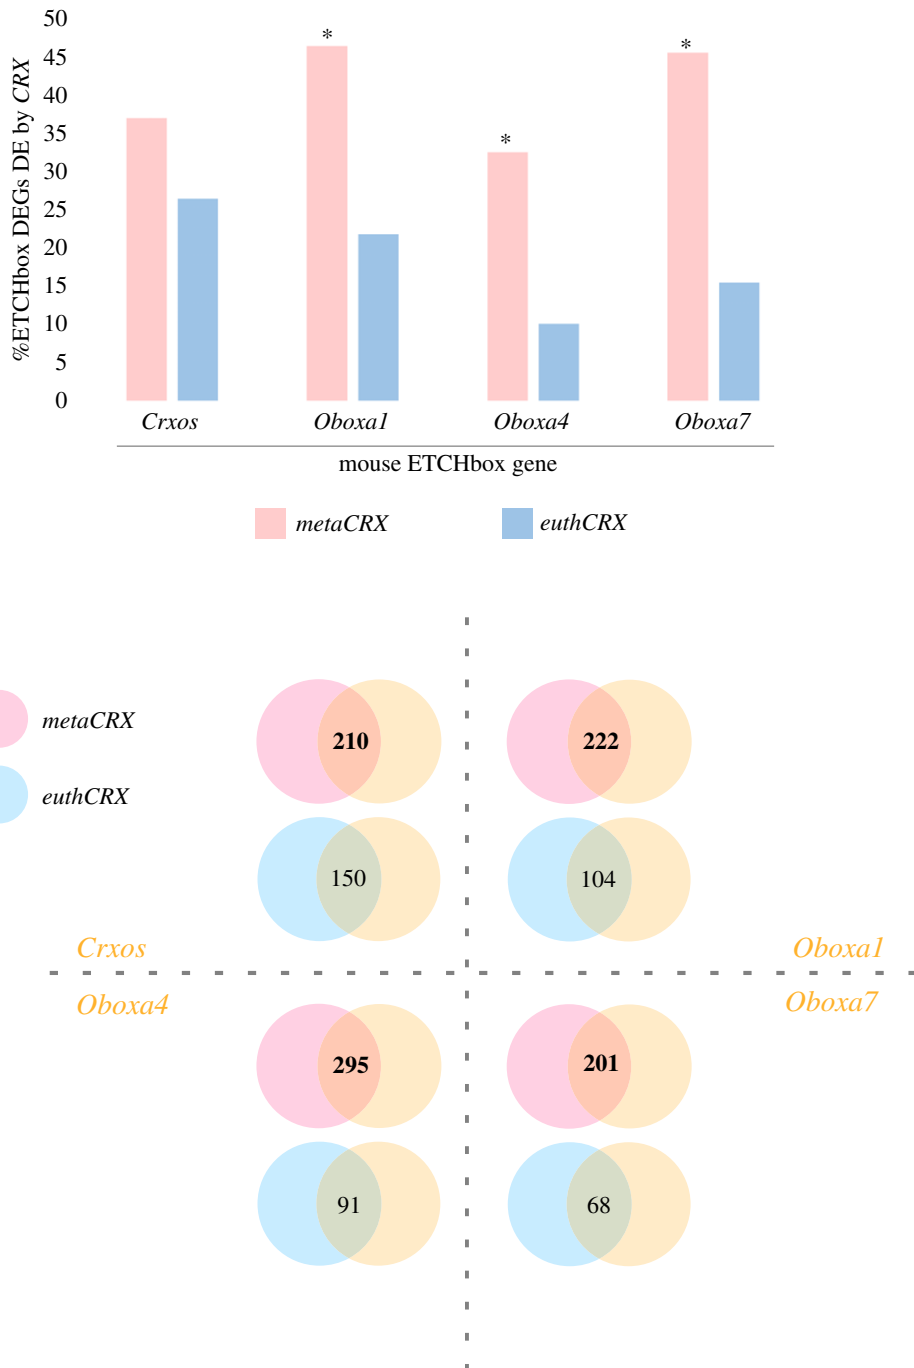 %ETCHbox DEGs DE by CRX
50
45
40
35
30
25
20
15
10
5
0
*
*
*
Crxos Oboxa1 Oboxa4 Oboxa7
mouse ETCHbox gene
metaCRX euthCRX
metaCRX
euthCRX
210 222
150 104
Crxos Oboxa1
Oboxa4 Oboxa7
295 201
91 68